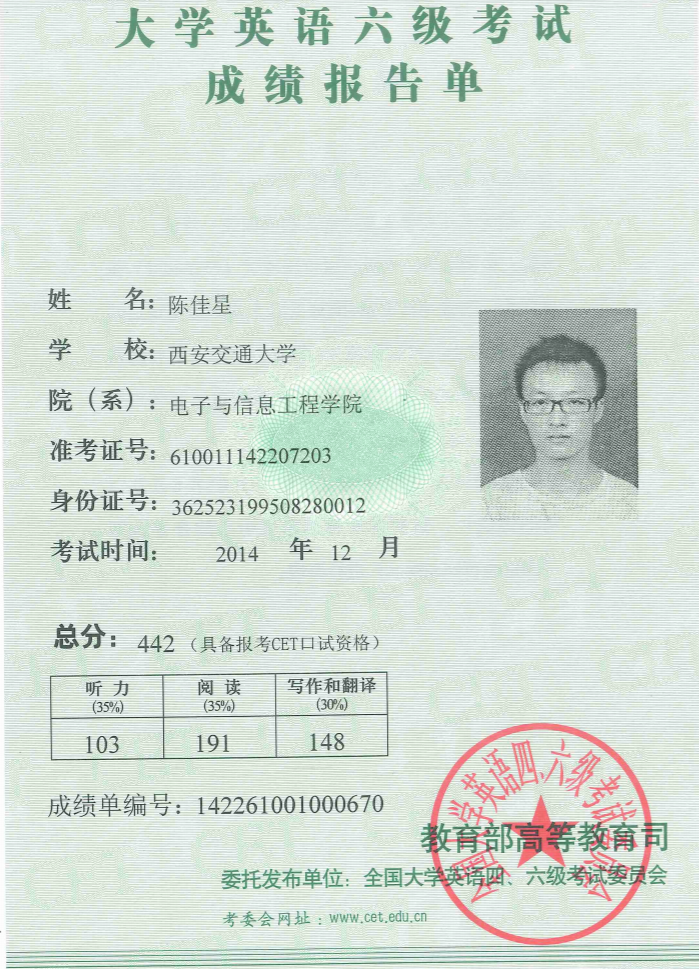 大学英语六级考试
成绩报告单
姓 名：陈佳星
学 校：西安交通大学
院（系）：电子与信息工程学院
准考证号：610011142207203
身份证号：362523199508280012
考试时间： 2014 年 12 月
总分：442（具备报考CET口试资格）
听 力 阅 读 写作和翻译
(35%) (35%) (30%)
103 191 148
成绩单编号：142261001000670
全国大学英语四、六级考试委员会
教育部高等教育司
委托发布单位：全国大学英语四、六级考试委员会
考委会网址：www.cet.edu.cn